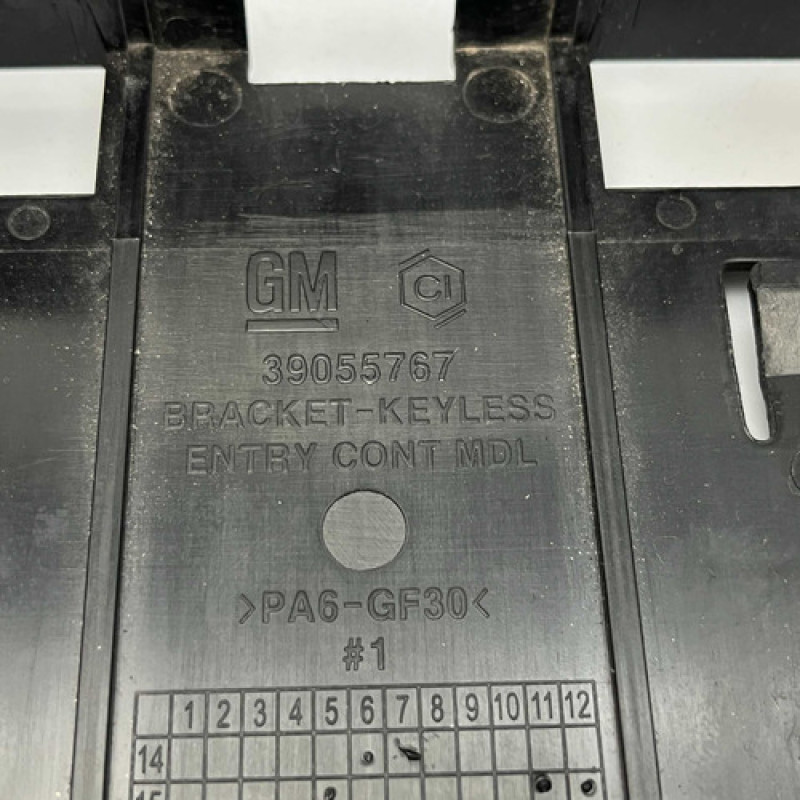 GM CI
39055767
BRACKET-KEYLESS
ENTRY CONT MDL
>PA6-GF30<
#1
1 2 3 4 5 6 7 8 9 10 11 12
14
15